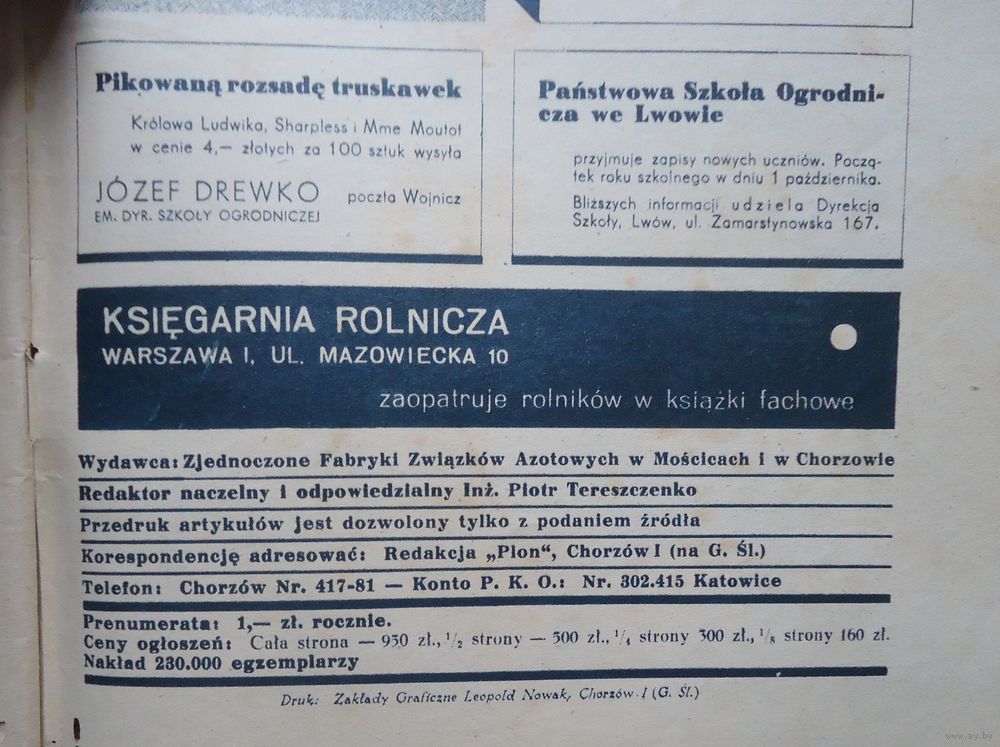 Pikowaną rozsadę truskawek
Królowa Ludwika, Sharpless i Mme Moutot
w cenie 4,— złotych za 100 sztuk wysyła
JÓZEF DREWKO poczta Wojnicz
EM. DYR. SZKOŁY OGRODNICZEJ
Państwowa Szkoła Ogrodni-
cza we Lwowie
przyjmuje zapisy nowych uczniów. Począ-
tek roku szkolnego w dniu 1 października.
Bliższych informacji udziela Dyrekcja
Szkoły, Lwów, ul. Zamarstynowska 167.
KSIĘGARNIA ROLNICZA
WARSZAWA I, UL. MAZOWIECKA 10
zaopatruje rolników w książki fachowe
Wydawca: Zjednoczone Fabryki Związków Azotowych w Mościcach i w Chorzowie
Redaktor naczelny i odpowiedzialny Inż. Piotr Tereszczenko
Przedruk artykułów jest dozwolony tylko z podaniem źródła
Korespondencję adresować: Redakcja „Plon“, Chorzów I (na G. Śl.)
Telefon: Chorzów Nr. 417-81 — Konto P. K. O.: Nr. 302.415 Katowice
Prenumerata: 1,— zł. rocznie.
Ceny ogłoszeń: Cała strona — 950 zł., 1/2 strony — 500 zł., 1/4 strony 300 zł., 1/8 strony 160 zł.
Nakład 230.000 egzemplarzy
Druk: Zakłady Graficzne Leopold Nowak, Chorzów I (G. Śl.)
www.ay.by